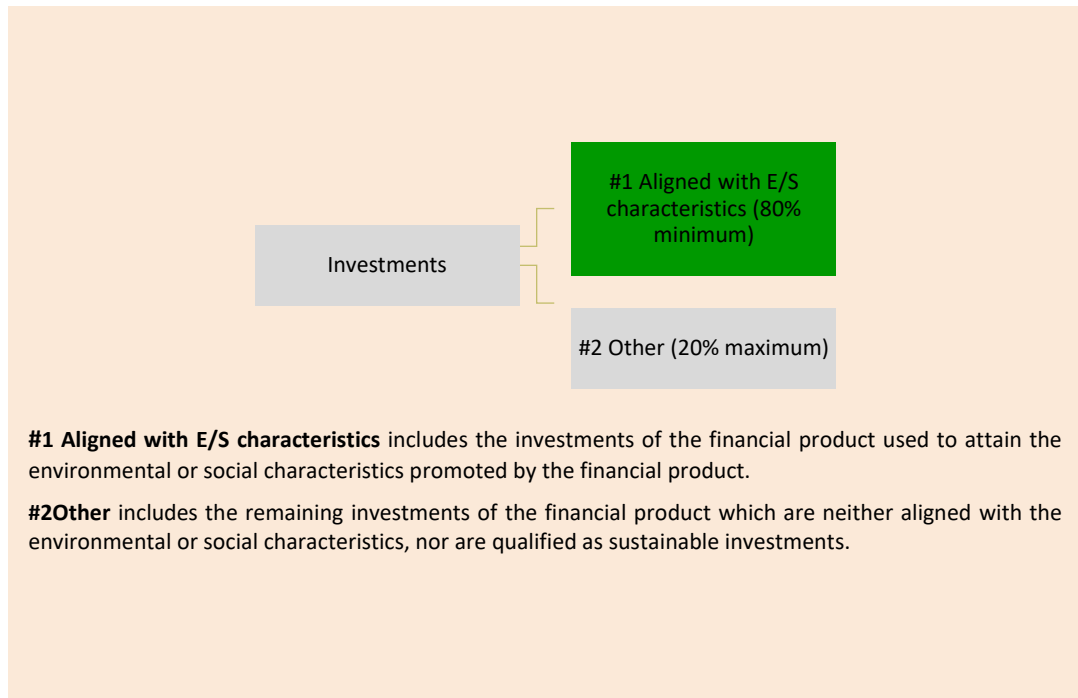 #1 Aligned with E/S
characteristics (80%
minimum)
Investments
#2 Other (20% maximum)
#1 Aligned with E/S characteristics includes the investments of the financial product used to attain the
environmental or social characteristics promoted by the financial product.
#2Other includes the remaining investments of the financial product which are neither aligned with the
environmental or social characteristics, nor are qualified as sustainable investments.